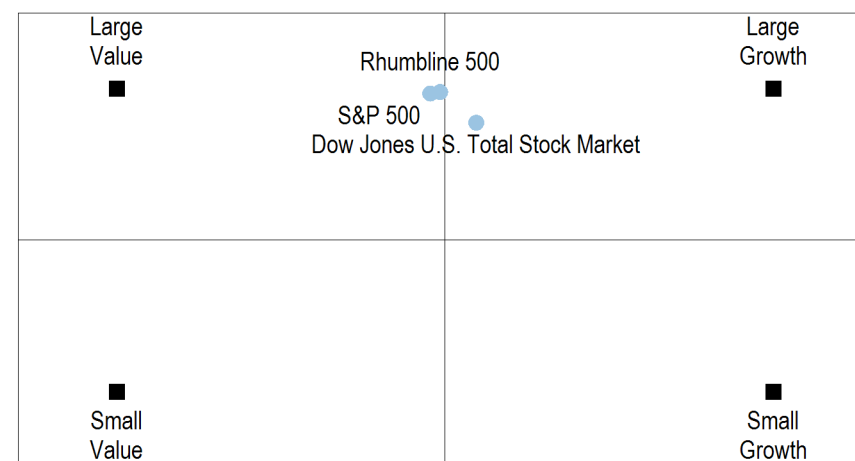 Large
Value
Large
Growth
Rhumbline 500
S&P 500
Dow Jones U.S. Total Stock Market
Small
Value
Small
Growth